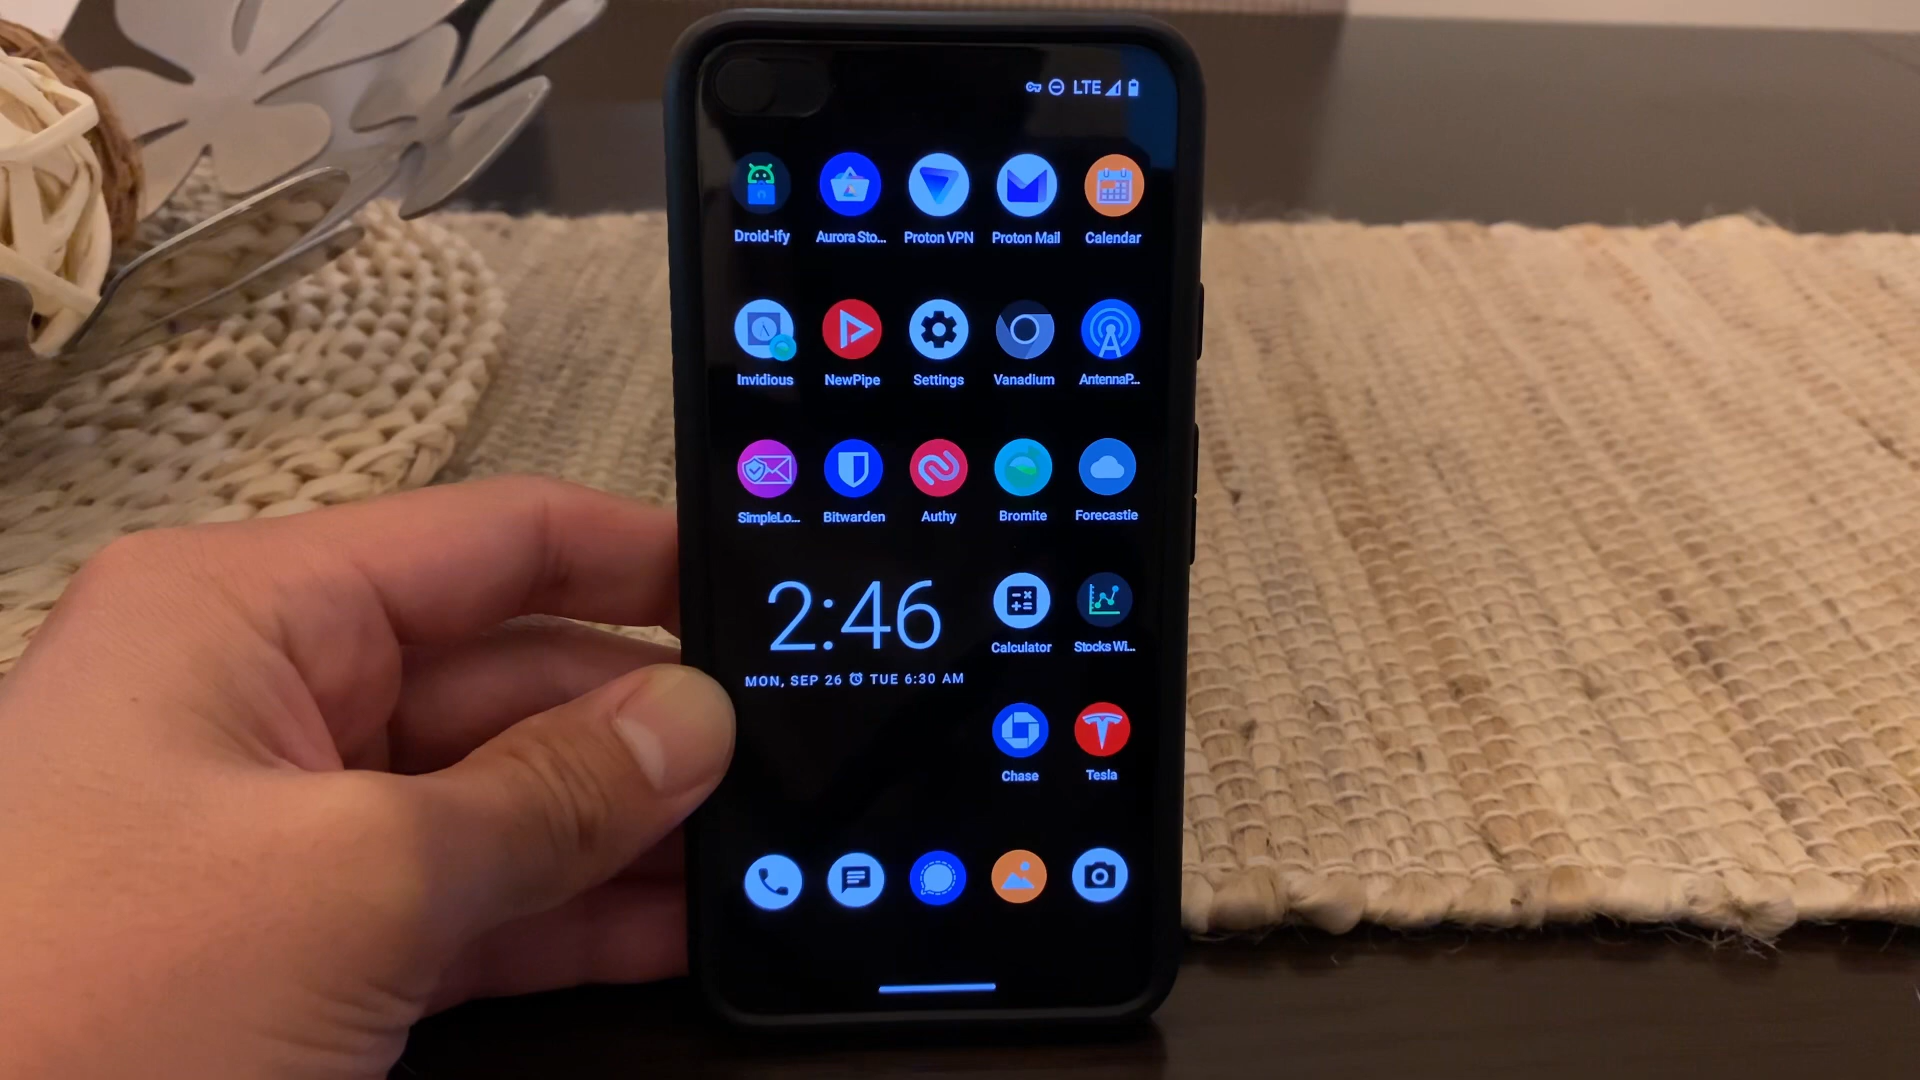 LTE
Droid-ify Aurora Sto... Proton VPN Proton Mail Calendar
Invidious NewPipe Settings Vanadium AntennaP...
SimpleLo... Bitwarden Authy Bromite Forecastie
2:46
MON, SEP 26 TUE 6:30 AM
Calculator Stocks Wi...
Chase Tesla